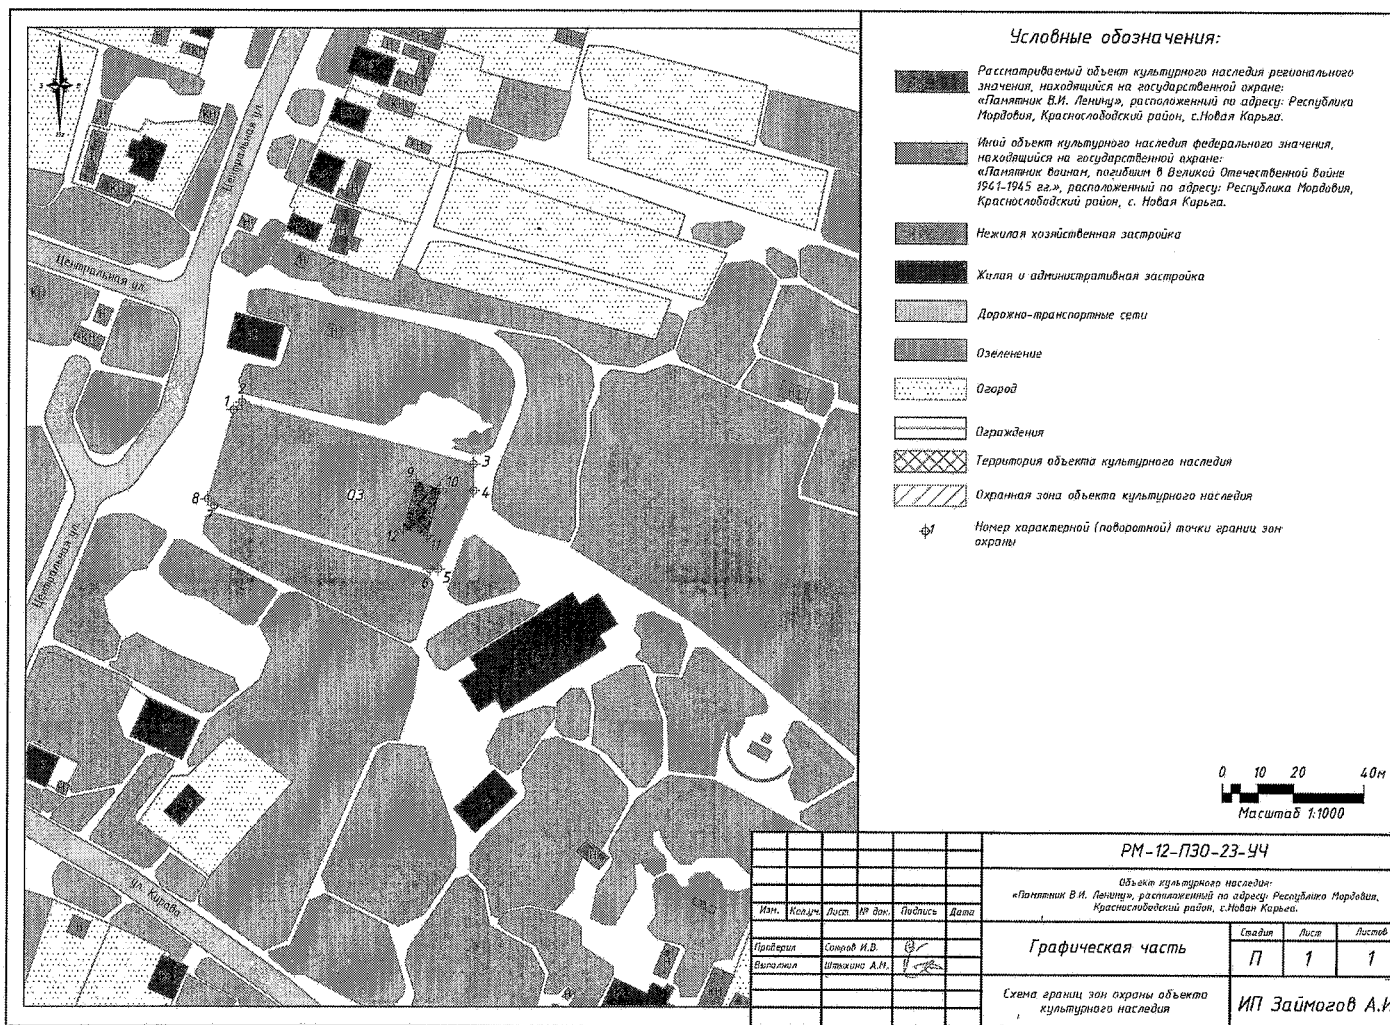 Условные обозначения:
Рассматриваемый объект культурного наследия регионального
значения, находящийся на государственной охране:
«Памятник В.И. Ленину», расположенный по адресу: Республика
Мордовия, Краснослободский район, с.Новая Карьга.
Иной объект культурного наследия федерального значения,
находящийся на государственной охране:
«Памятник воинам, погибшим в Великой Отечественной войне
1941-1945 гг.», расположенный по адресу: Республика Мордовия,
Краснослободский район, с. Новая Карьга.
Нежилая хозяйственная застройка
Жилая и административная застройка
Дорожно-транспортные сети
Озеленение
Огород
Ограждения
Территория объекта культурного наследия
Охранная зона объекта культурного наследия
1
Номер характерной (поворотной) точки границ зон
охраны
Центральная ул.
Центральная ул.
Центральная ул.
ул. Кирова
1
2
3
4
5
6
8
9
10
11
12
ОЗ
0 10 20 40м
Масштаб 1:1000
РМ-12-ПЗО-23-УЧ
Объект культурного наследия:
«Памятник В.И. Ленину», расположенный по адресу: Республика Мордовия,
Краснослободский район, с.Новая Карьга.
Изм. Кол.уч. Лист № док. Подпись Дата
Проверил
Выполнил
Графическая часть
Стадия Лист Листов
П 1 1
Схема границ зон охраны объекта
культурного наследия
ИП Займогов А.И